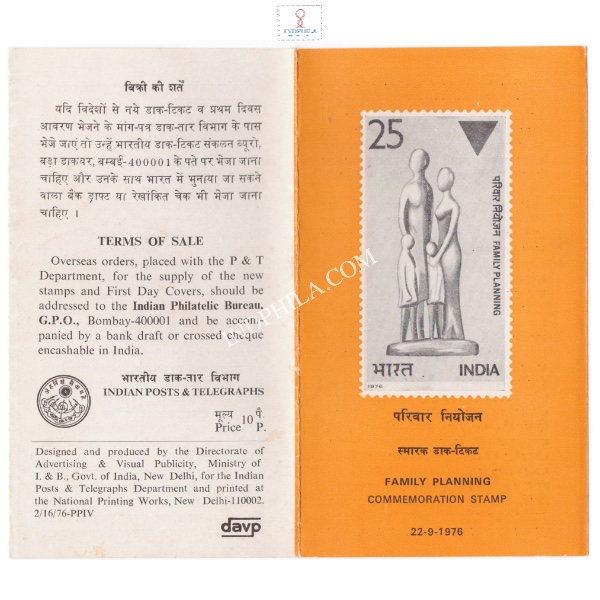 INDPHILA
बिक्री की शर्तें
यदि विदेशों से नये डाक-टिकट व प्रथम दिवस
आवरण भेजने के मांग-पत्र डाक-तार विभाग के पास
भेजे जाएं तो उन्हें भारतीय डाक-टिकट संकलन ब्यूरो,
बड़ा डाकघर, बम्बई-400001 के पते पर भेजा जाना
चाहिए और उनके साथ भारत में भुनाया जा सकने
वाला बैंक ड्राफ्ट या रेखांकित चेक भी भेजा जाना
चाहिए ।
TERMS OF SALE
Overseas orders, placed with the P & T
Department, for the supply of the new
stamps and First Day Covers, should be
addressed to the Indian Philatelic Bureau,
G.P.O., Bombay-400001 and be accom-
panied by a bank draft or crossed cheque
encashable in India.
भारतीय डाक-तार विभाग
INDIAN POSTS & TELEGRAPHS
मूल्य 10 पै.
Price 10 P.
Designed and produced by the Directorate of
Advertising & Visual Publicity, Ministry of
I. & B., Govt. of India, New Delhi, for the Indian
Posts & Telegraphs Department and printed at
the National Printing Works, New Delhi-110002.
2/16/76-PPIV
davp
25
परिवार नियोजन FAMILY PLANNING
भारत INDIA
1976
परिवार नियोजन
स्मारक डाक-टिकट
FAMILY PLANNING
COMMEMORATION STAMP
22-9-1976
INDPHILA.COM